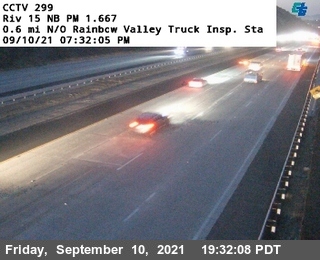 CCTV 299
Riv 15 NB PM 1.667
0.6 mi N/O Rainbow Valley Truck Insp. Sta
09/10/21 07:32:05 PM
Friday, September 10, 2021 19:32:08 PDT